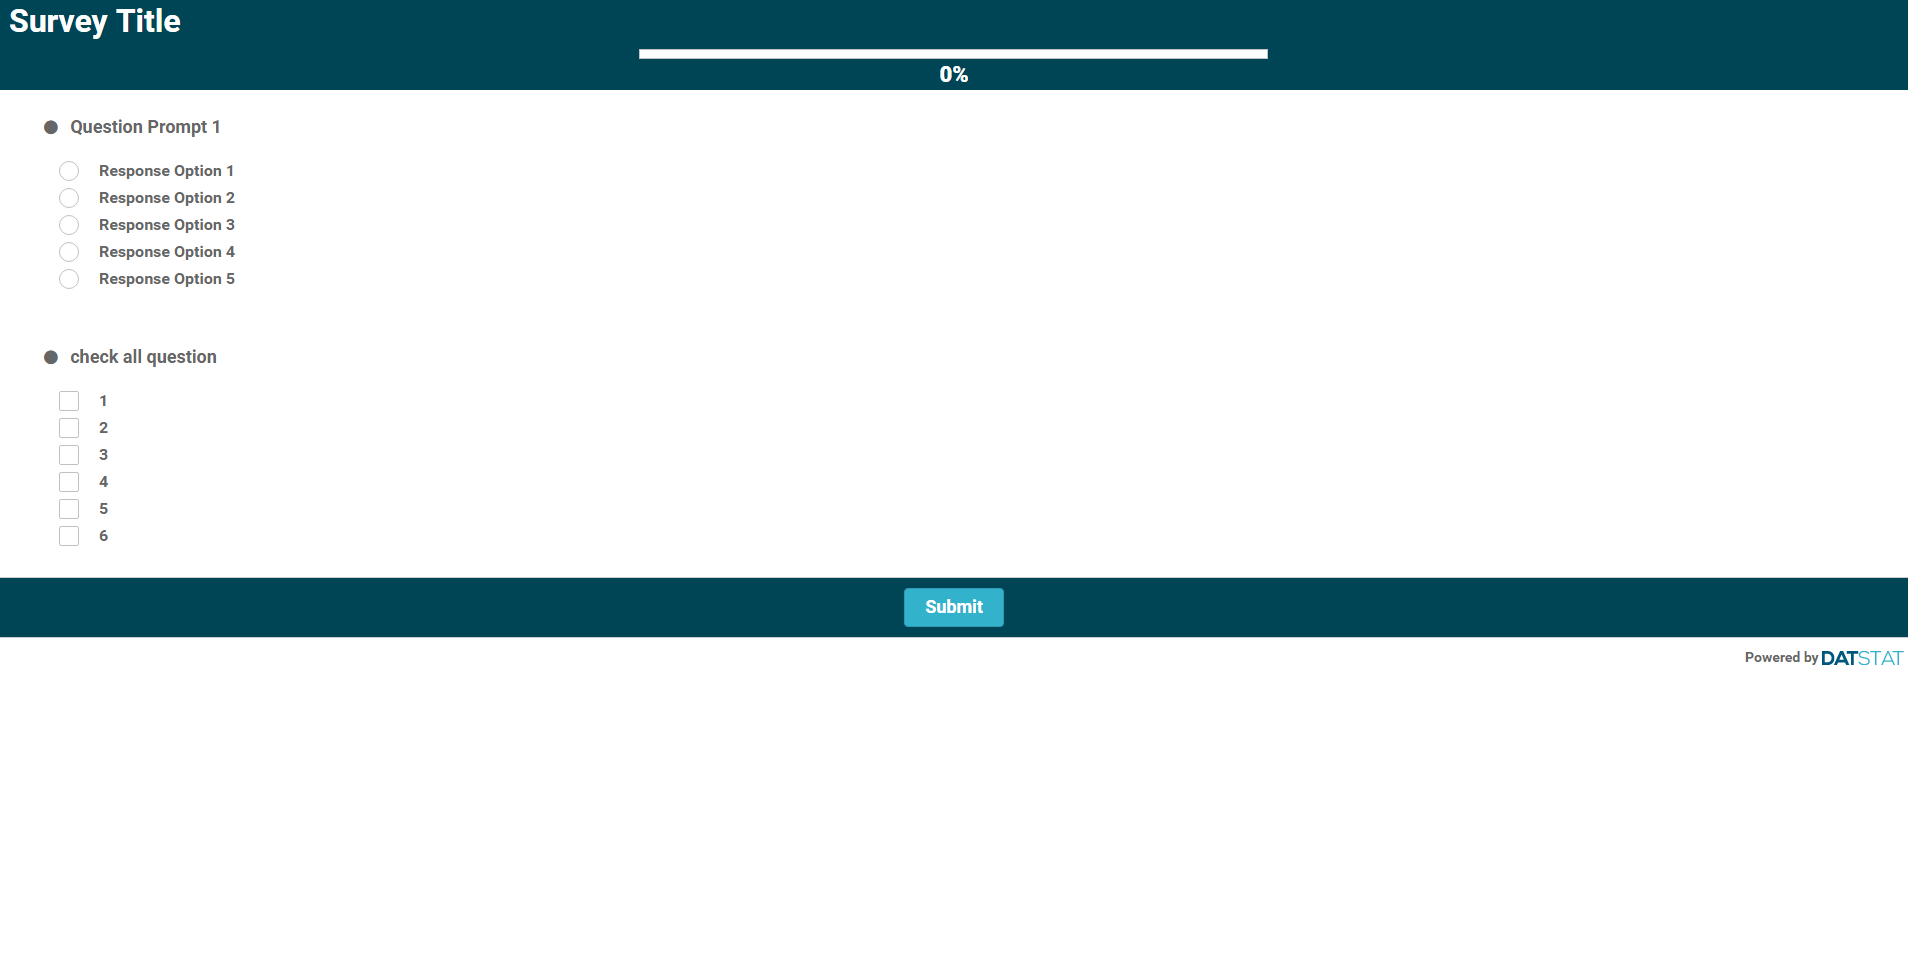 Survey Title
0%
Question Prompt 1
Response Option 1
Response Option 2
Response Option 3
Response Option 4
Response Option 5
check all question
1
2
3
4
5
6
Submit
Powered by DATSTAT